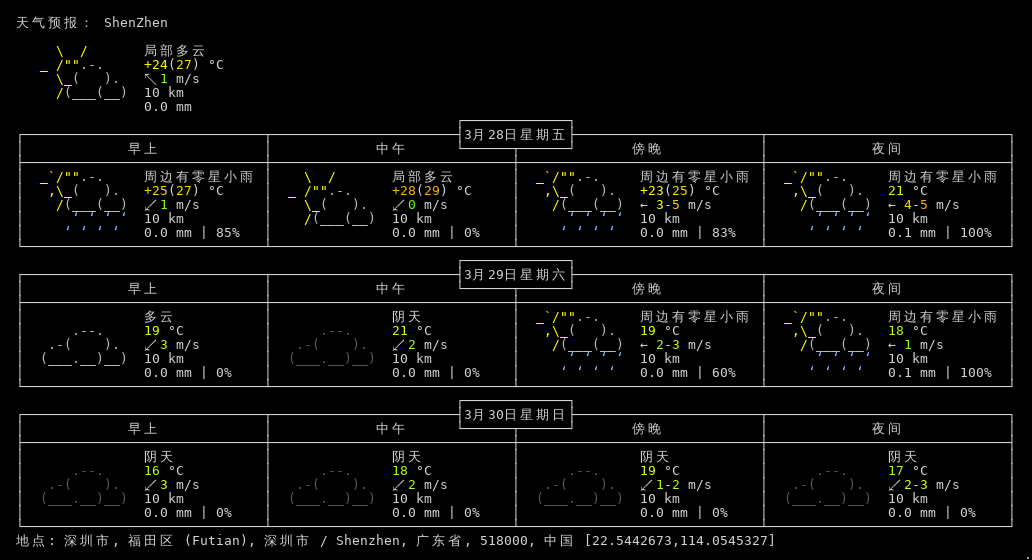 天气预报： ShenZhen
局部多云
+24(27) °C
↖ 1 m/s
10 km
0.0 mm
3月28日星期五
早上 中午 傍晚 夜间
周边有零星小雨 局部多云 周边有零星小雨 周边有零星小雨
+25(27) °C +28(29) °C +23(25) °C 21 °C
↙ 1 m/s ↙ 0 m/s ← 3-5 m/s ← 4-5 m/s
10 km 10 km 10 km 10 km
0.0 mm | 85% 0.0 mm | 0% 0.0 mm | 83% 0.1 mm | 100%
3月29日星期六
早上 中午 傍晚 夜间
多云 阴天 周边有零星小雨 周边有零星小雨
19 °C 21 °C 19 °C 18 °C
↙ 3 m/s ↙ 2 m/s ← 2-3 m/s ← 1 m/s
10 km 10 km 10 km 10 km
0.0 mm | 0% 0.0 mm | 0% 0.0 mm | 60% 0.1 mm | 100%
3月30日星期日
早上 中午 傍晚 夜间
阴天 阴天 阴天 阴天
16 °C 18 °C 19 °C 17 °C
↙ 3 m/s ↙ 2 m/s ↙ 1-2 m/s ↙ 2-3 m/s
10 km 10 km 10 km 10 km
0.0 mm | 0% 0.0 mm | 0% 0.0 mm | 0% 0.0 mm | 0%
地点: 深圳市, 福田区 (Futian), 深圳市 / Shenzhen, 广东省, 518000, 中国 [22.5442673,114.0545327]